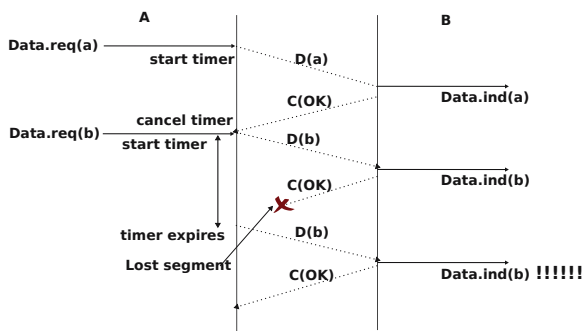 A
B
Data.req(a)
start timer
D(a)
Data.ind(a)
C(OK)
cancel timer
Data.req(b)
start timer
D(b)
Data.ind(b)
C(OK)
timer expires
D(b)
Lost segment
C(OK)
Data.ind(b) !!!!!!